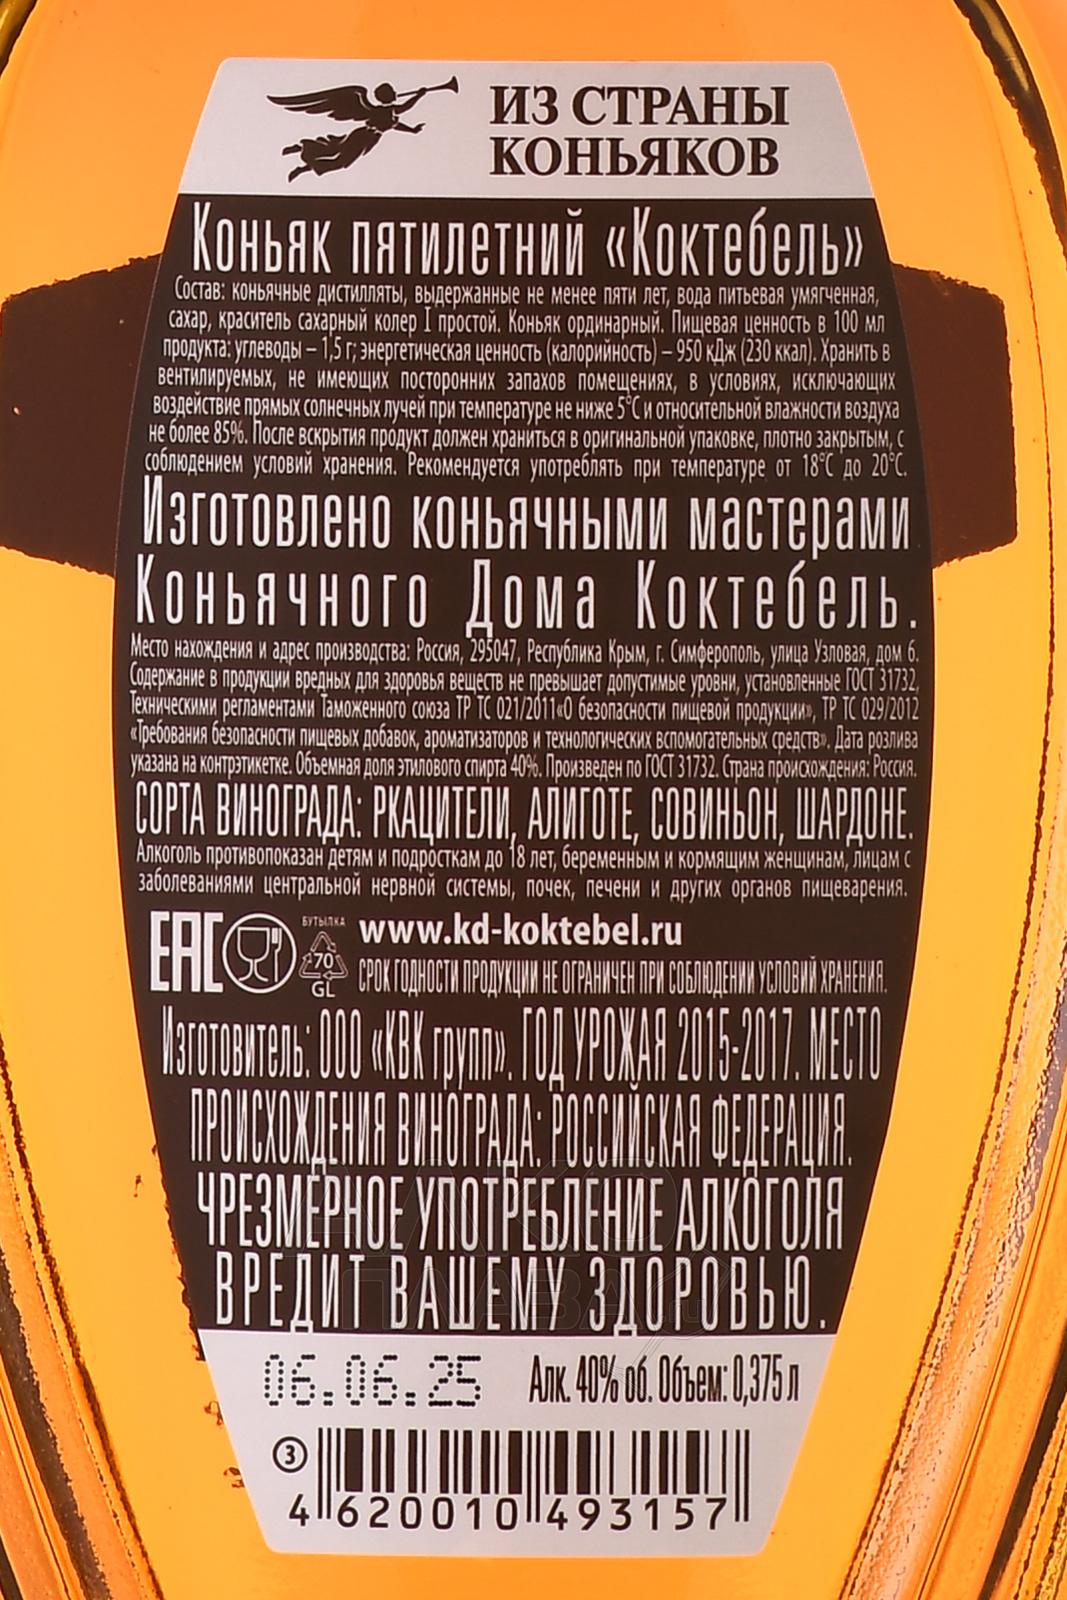 ИЗ СТРАНЫ
КОНЬЯКОВ
Коньяк пятилетний «Коктебель»
Состав: коньячные дистилляты, выдержанные не менее пяти лет, вода питьевая умягченная,
сахар, краситель сахарный колер I простой. Коньяк ординарный. Пищевая ценность в 100 мл
продукта: углеводы – 1,5 г; энергетическая ценность (калорийность) – 950 кДж (230 ккал). Хранить в
вентилируемых, не имеющих посторонних запахов помещениях, в условиях, исключающих
воздействие прямых солнечных лучей при температуре не ниже 5°С и относительной влажности воздуха
не более 85%. После вскрытия продукт должен храниться в оригинальной упаковке, плотно закрытым, с
соблюдением условий хранения. Рекомендуется употреблять при температуре от 18°С до 20°С.
Изготовлено коньячными мастерами
Коньячного Дома Коктебель.
Место нахождения и адрес производства: Россия, 295047, Республика Крым, г. Симферополь, улица Узловая, дом 6.
Содержание в продукции вредных для здоровья веществ не превышает допустимые уровни, установленные ГОСТ 31732,
Техническими регламентами Таможенного союза ТР ТС 021/2011«О безопасности пищевой продукции», ТР ТС 029/2012
«Требования безопасности пищевых добавок, ароматизаторов и технологических вспомогательных средств». Дата розлива
указана на контрэтикетке. Объемная доля этилового спирта 40%. Произведен по ГОСТ 31732. Страна происхождения: Россия.
СОРТА ВИНОГРАДА: РКАЦИТЕЛИ, АЛИГОТЕ, СОВИНЬОН, ШАРДОНЕ.
Алкоголь противопоказан детям и подросткам до 18 лет, беременным и кормящим женщинам, лицам с
заболеваниями центральной нервной системы, почек, печени и других органов пищеварения.
EAC
БУТЫЛКА
70
GL
www.kd-koktebel.ru
СРОК ГОДНОСТИ ПРОДУКЦИИ НЕ ОГРАНИЧЕН ПРИ СОБЛЮДЕНИИ УСЛОВИЙ ХРАНЕНИЯ.
Изготовитель: ООО «КВК групп». ГОД УРОЖАЯ 2015-2017. МЕСТО
ПРОИСХОЖДЕНИЯ ВИНОГРАДА: РОССИЙСКАЯ ФЕДЕРАЦИЯ.
ЧРЕЗМЕРНОЕ УПОТРЕБЛЕНИЕ АЛКОГОЛЯ
ВРЕДИТ ВАШЕМУ ЗДОРОВЬЮ.
06.06.25 Алк. 40% об. Объем: 0,375 л
3
4 620010 493157